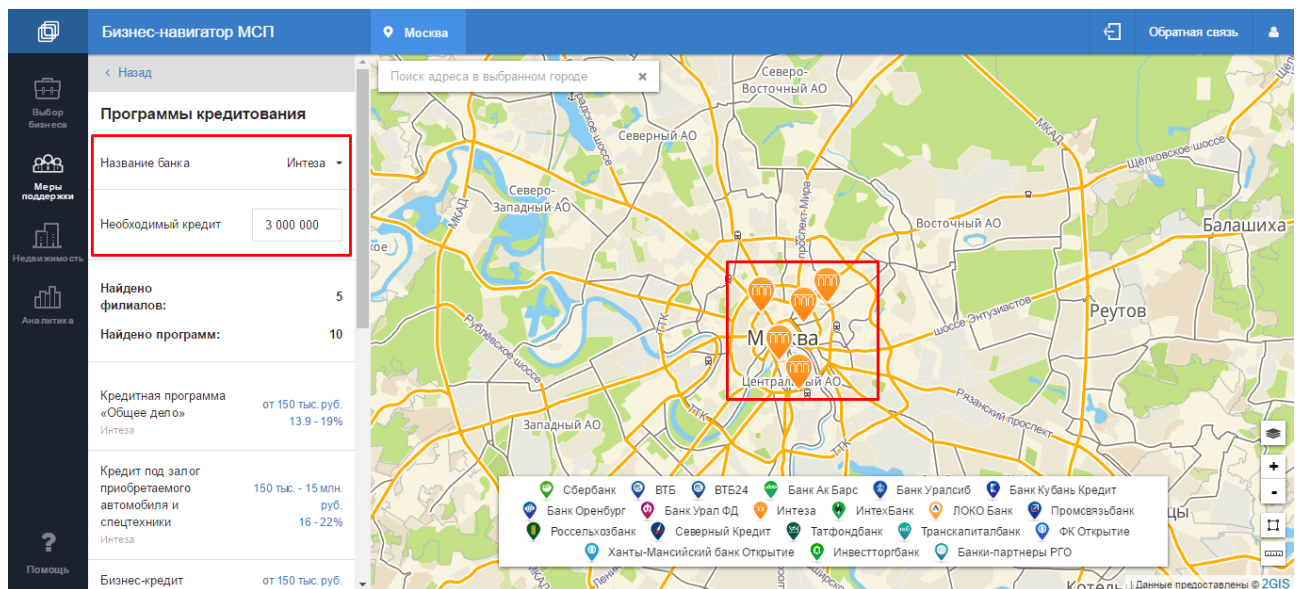 Бизнес-навигатор МСП
Москва
Обратная связь
Выбор
бизнеса
Меры
поддержки
Недвижимость
Аналитика
Помощь
‹ Назад
Программы кредитования
Название банка Интеза
Необходимый кредит 3 000 000
Найдено
филиалов: 5
Найдено программ: 10
Кредитная программа
«Общее дело»
Интеза
от 150 тыс. руб.
13.9 - 19%
Кредит под залог
приобретаемого
автомобиля и
спецтехники
Интеза
150 тыс. - 15 млн.
руб.
16 - 22%
Бизнес-кредит от 150 тыс. руб.
Поиск адреса в выбранном городе
Северо-
Восточный АО
Северный АО
МКАД
Щёлковское шоссе
Северо-
Западный АО
МКАД
проспект Мира
Восточный АО
Балашиха
шоссе Энтузиастов
Реутов
ТТК
Рублёвское шоссе
Москва
Центральный АО
Рязанский проспект
ТТК
Западный АО
ТТК
Сбербанк ВТБ ВТБ24 Банк Ак Барс Банк Уралсиб Банк Кубань Кредит
Банк Оренбург Банк Урал ФД Интеза ИнтехБанк ЛОКО Банк Промсвязьбанк
Россельхозбанк Северный Кредит Татфондбанк Транскапиталбанк ФК Открытие
Ханты-Мансийский банк Открытие Инвестторгбанк Банки-партнеры РГО
МКАД
Данные предоставлены © 2GIS